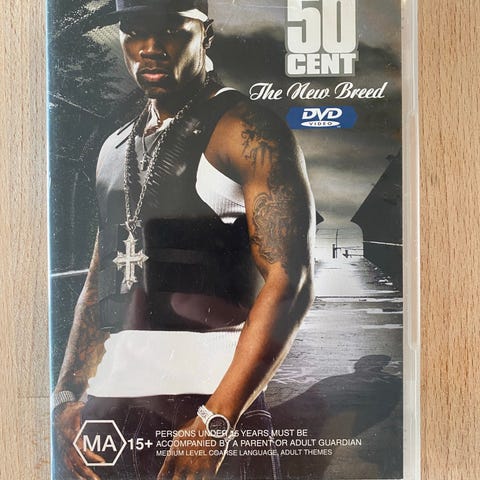 50
CENT
The New Breed
DVD
VIDEO
MA 15+
PERSONS UNDER 15 YEARS MUST BE
ACCOMPANIED BY A PARENT OR ADULT GUARDIAN
MEDIUM LEVEL COARSE LANGUAGE, ADULT THEMES